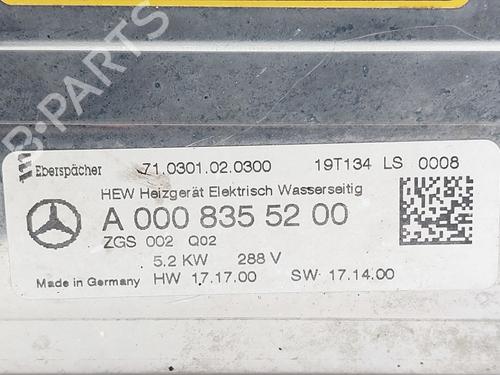 Eberspächer 71.0301.02.0300 19T134 LS 0008
HEW Heizgerät Elektrisch Wasserseitig
A 000 835 52 00
ZGS 002 Q02
5.2 KW 288 V
Made in Germany HW 17.17.00 SW 17.14.00
B-PARTS